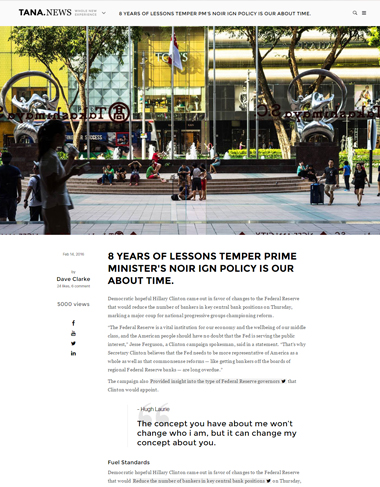 TANA.NEWS WHOLE NEW EXPERIENCE 8 YEARS OF LESSONS TEMPER PM'S NOIR IGN POLICY IS OUR ABOUT TIME.
Feb 19, 2016
by
Dave Clarke
23 likes, 6 comment
5000 views
8 YEARS OF LESSONS TEMPER PRIME
MINISTER'S NOIR IGN POLICY IS OUR
ABOUT TIME.
Democratic hopeful Hillary Clinton came out in favor of changes to the Federal Reserve
that would reduce the number of bankers in key central bank positions on Thursday,
marking a major coup for national progressive groups championing reform.
"The Federal Reserve is a vital institution for our economy and the wellbeing of our middle
class, and the American people should have no doubt that the Fed is serving the public
interest," Jesse Ferguson, a Clinton campaign spokesman, said in a statement. "That's why
Secretary Clinton believes that the Fed needs to be more representative of America as a
whole as well as that commonsense reforms — like getting bankers off the boards of
regional Federal Reserve banks — are long overdue."
The campaign also Provided insight into the type of Federal Reserve governors that
Clinton would appoint.
- Hugh Laurie
The concept you have about me won't
change who i am, but it can change my
concept about you.
Fuel Standards
Democratic hopeful Hillary Clinton came out in favor of changes to the Federal Reserve
that would Reduce the number of bankers in key central bank positions on Thursday,